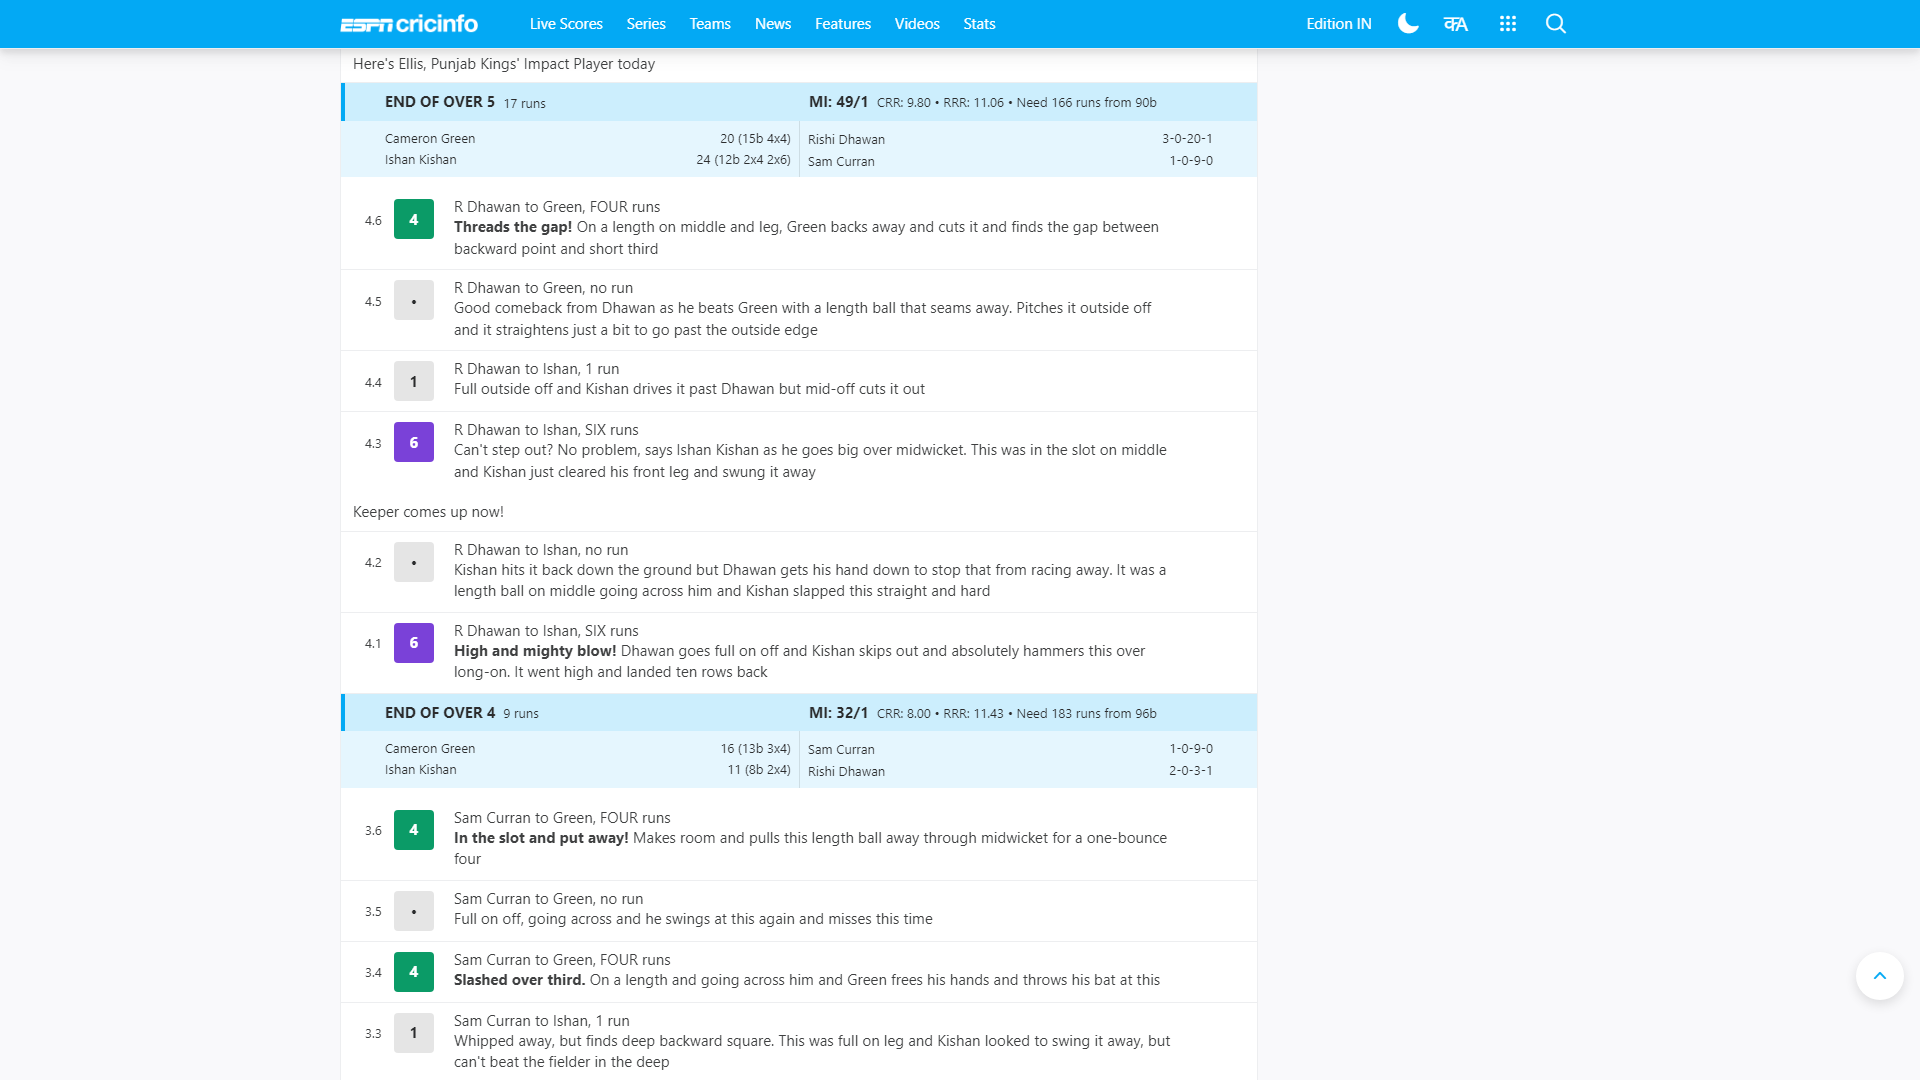 ESPN cricinfo Live Scores Series Teams News Features Videos Stats Edition IN क A
Here's Ellis, Punjab Kings' Impact Player today
END OF OVER 5 17 runs MI: 49/1 CRR: 9.80 • RRR: 11.06 • Need 166 runs from 90b
Cameron Green 20 (15b 4x4) Rishi Dhawan 3-0-20-1
Ishan Kishan 24 (12b 2x4 2x6) Sam Curran 1-0-9-0
4.6 4 R Dhawan to Green, FOUR runs
Threads the gap! On a length on middle and leg, Green backs away and cuts it and finds the gap between
backward point and short third
4.5 • R Dhawan to Green, no run
Good comeback from Dhawan as he beats Green with a length ball that seams away. Pitches it outside off
and it straightens just a bit to go past the outside edge
4.4 1 R Dhawan to Ishan, 1 run
Full outside off and Kishan drives it past Dhawan but mid-off cuts it out
4.3 6 R Dhawan to Ishan, SIX runs
Can't step out? No problem, says Ishan Kishan as he goes big over midwicket. This was in the slot on middle
and Kishan just cleared his front leg and swung it away
Keeper comes up now!
4.2 • R Dhawan to Ishan, no run
Kishan hits it back down the ground but Dhawan gets his hand down to stop that from racing away. It was a
length ball on middle going across him and Kishan slapped this straight and hard
4.1 6 R Dhawan to Ishan, SIX runs
High and mighty blow! Dhawan goes full on off and Kishan skips out and absolutely hammers this over
long-on. It went high and landed ten rows back
END OF OVER 4 9 runs MI: 32/1 CRR: 8.00 • RRR: 11.43 • Need 183 runs from 96b
Cameron Green 16 (13b 3x4) Sam Curran 1-0-9-0
Ishan Kishan 11 (8b 2x4) Rishi Dhawan 2-0-3-1
3.6 4 Sam Curran to Green, FOUR runs
In the slot and put away! Makes room and pulls this length ball away through midwicket for a one-bounce
four
3.5 • Sam Curran to Green, no run
Full on off, going across and he swings at this again and misses this time
3.4 4 Sam Curran to Green, FOUR runs
Slashed over third. On a length and going across him and Green frees his hands and throws his bat at this
3.3 1 Sam Curran to Ishan, 1 run
Whipped away, but finds deep backward square. This was full on leg and Kishan looked to swing it away, but
can't beat the fielder in the deep